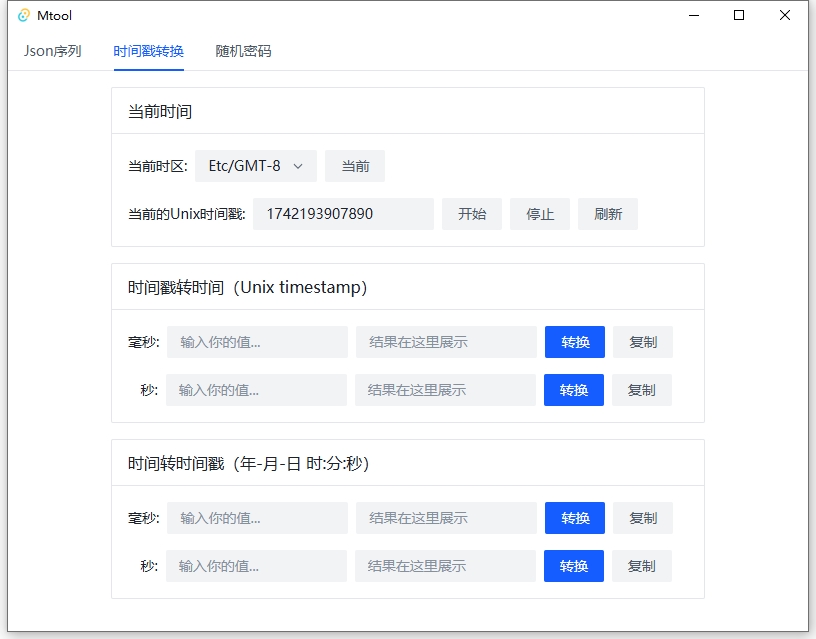 Mtool
Json序列 时间戳转换 随机密码
当前时间
当前时区: Etc/GMT-8 当前
当前的Unix时间戳: 1742193907890 开始 停止 刷新
时间戳转时间（Unix timestamp）
毫秒: 输入你的值... 结果在这里展示 转换 复制
秒: 输入你的值... 结果在这里展示 转换 复制
时间转时间戳（年-月-日 时:分:秒）
毫秒: 输入你的值... 结果在这里展示 转换 复制
秒: 输入你的值... 结果在这里展示 转换 复制